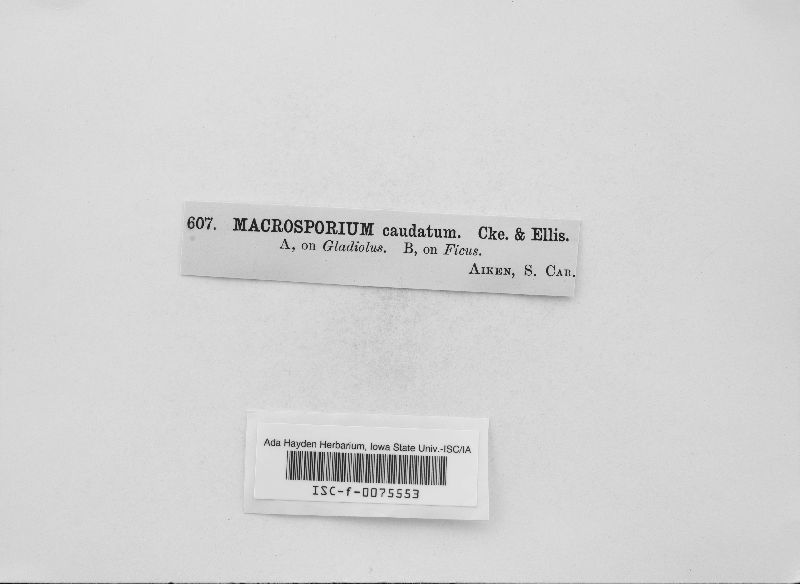 607. MACROSPORIUM caudatum. Cke. & Ellis.
A, on Gladiolus. B, on Ficus.
AIKEN, S. CAR.
Ada Hayden Herbarium, Iowa State Univ.-ISC/IA
ISC-f-0075553